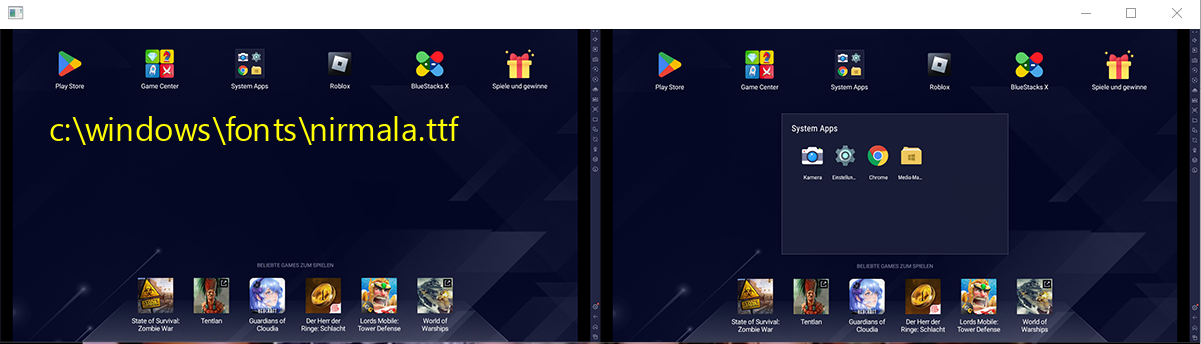 Play Store
Game Center
System Apps
Roblox
BlueStacks X
Spiele und gewinne
c:\windows\fonts\nirmala.ttf
BELIEBTE GAMES ZUM SPIELEN
State of Survival:
Zombie War
Tentlan
Guardians of
Cloudia
Der Herr der
Ringe: Schlacht
Lords Mobile:
Tower Defense
World of
Warships
Play Store
Game Center
System Apps
Roblox
BlueStacks X
Spiele und gewinne
System Apps
Kamera
Einstellun...
Chrome
Media-Ma...
BELIEBTE GAMES ZUM SPIELEN
State of Survival:
Zombie War
Tentlan
Guardians of
Cloudia
Der Herr der
Ringe: Schlacht
Lords Mobile:
Tower Defense
World of
Warships